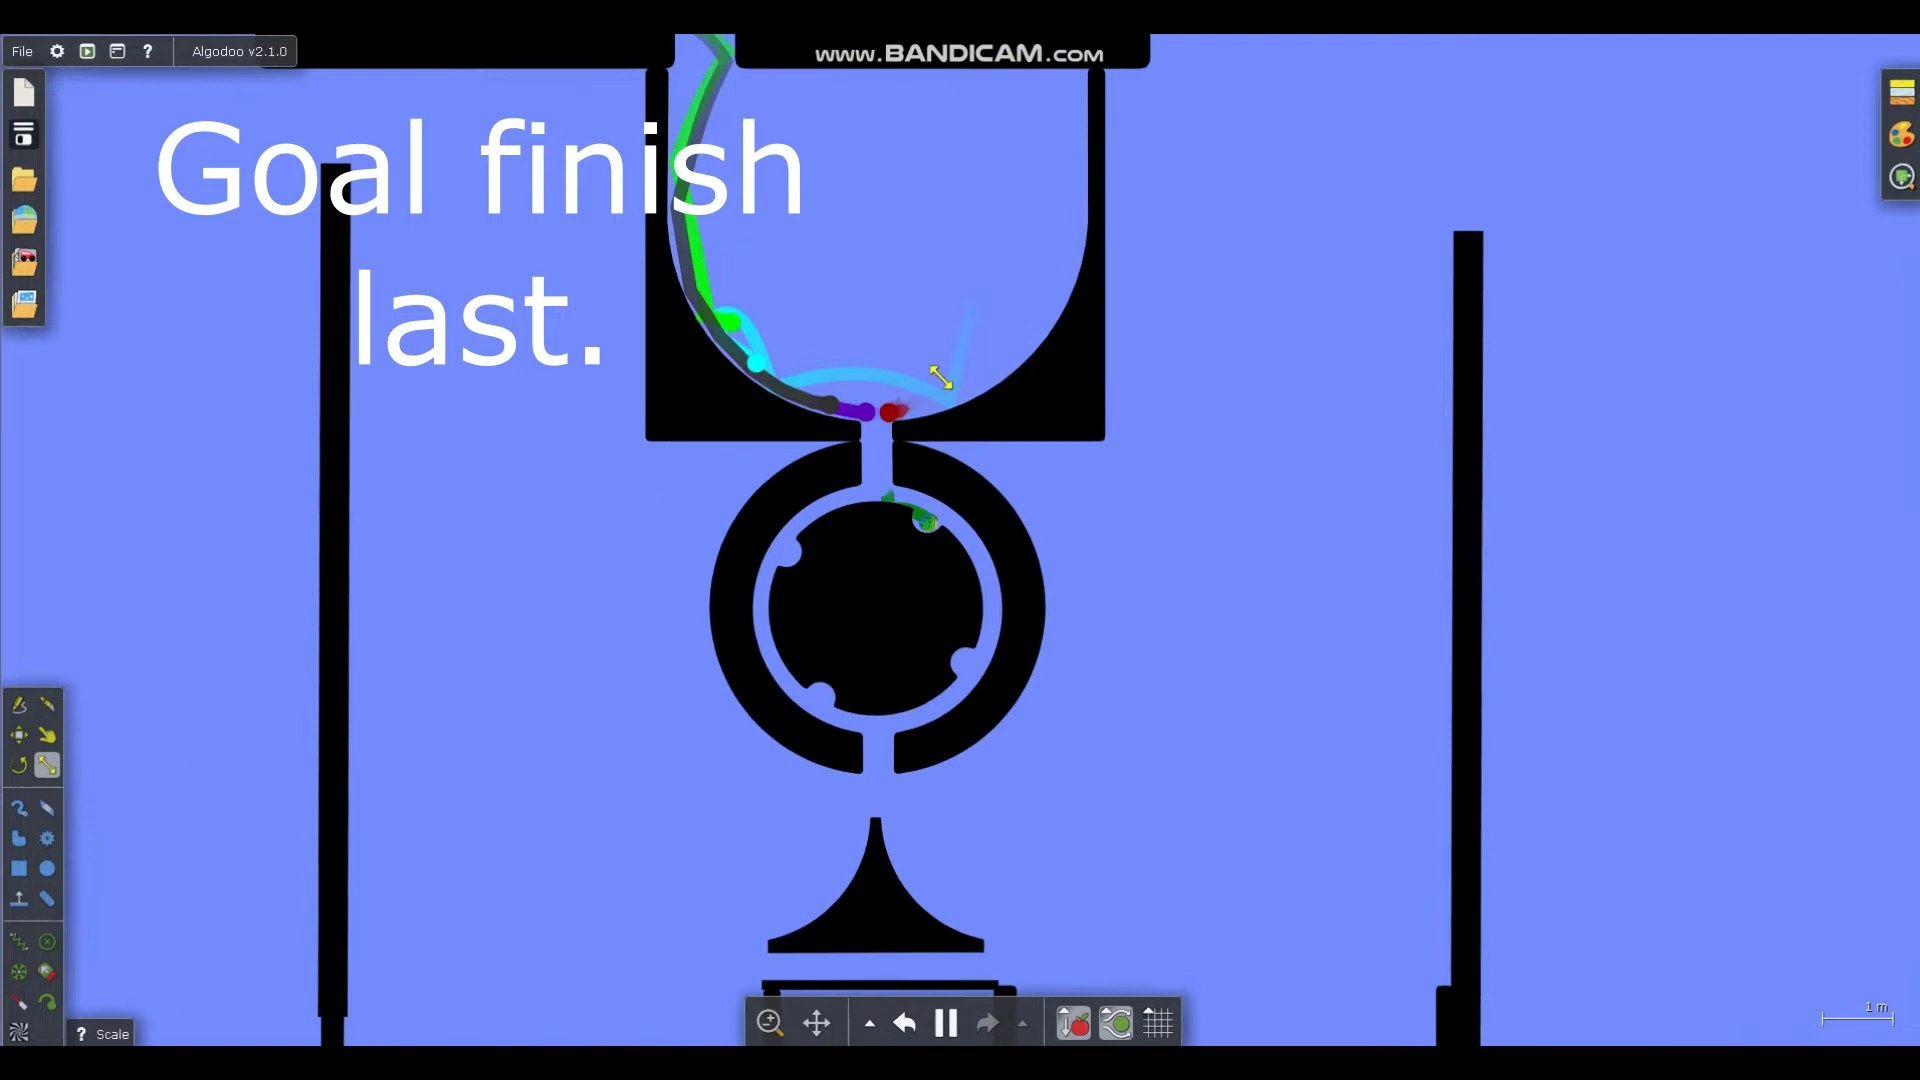 File ? Algodoo v2.1.0
www.BANDICAM.COM
Goal finish
last.
? Scale
1 m